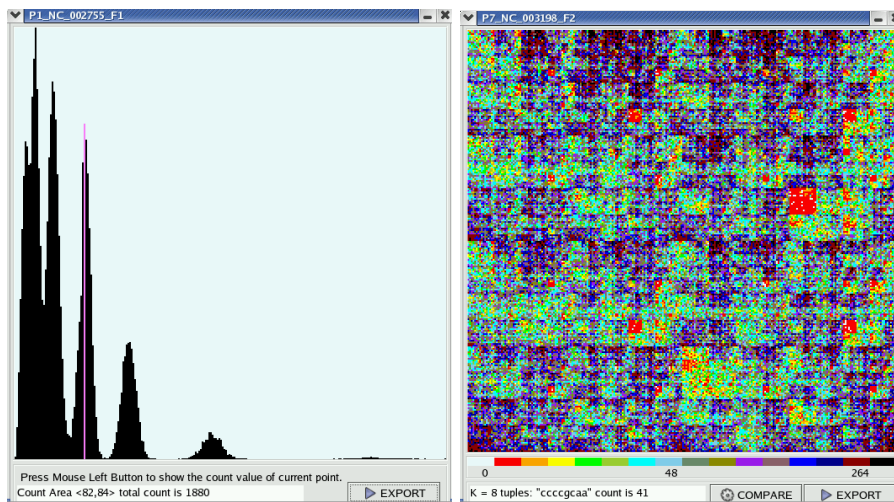 P1_NC_002755_F1
Press Mouse Left Button to show the count value of current point.
Count Area <82,84> total count is 1880
EXPORT
P7_NC_003198_F2
0 48 264
K = 8 tuples: "ccccgcaa" count is 41
COMPARE
EXPORT